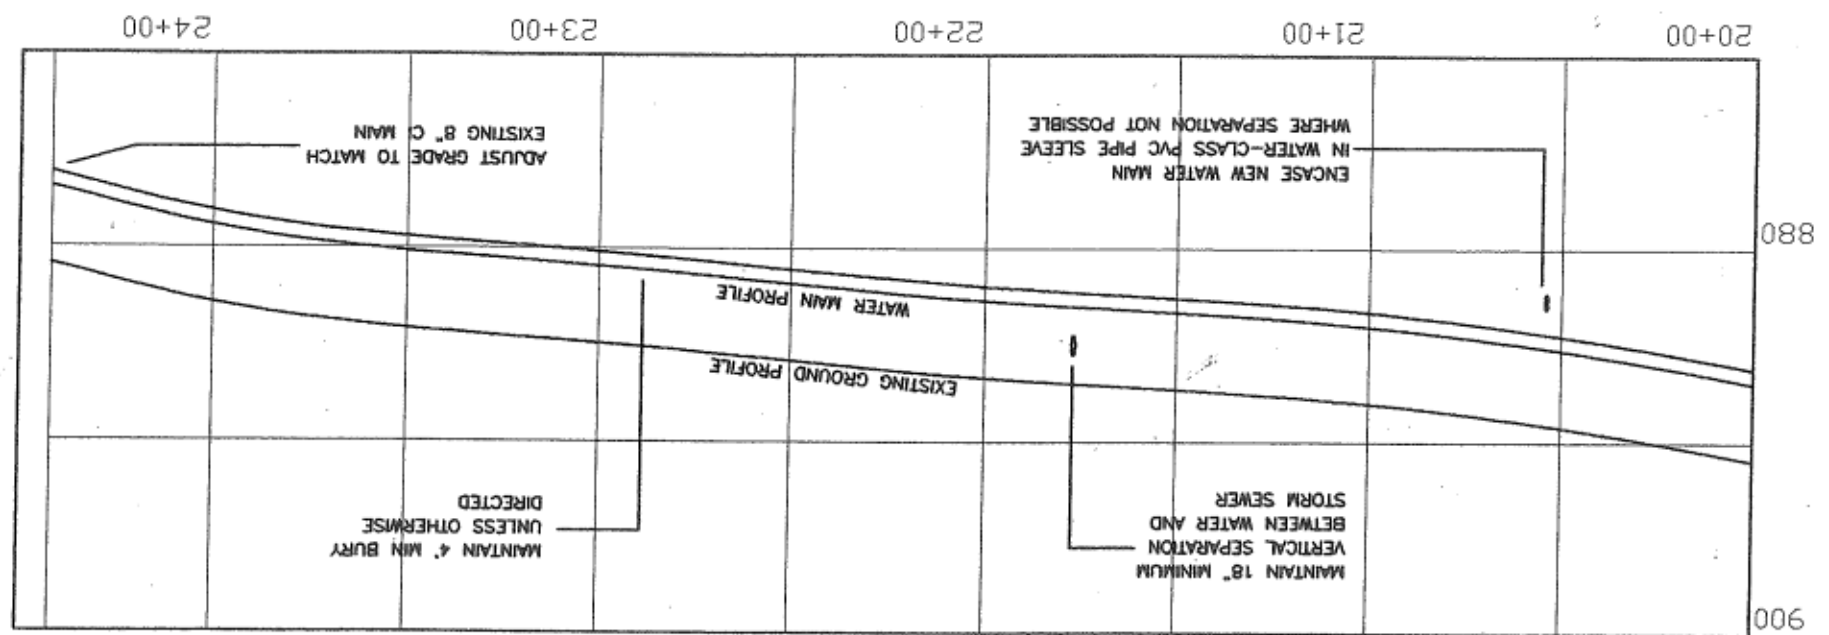 900
MAINTAIN 18" MINIMUM
VERTICAL SEPARATION
BETWEEN WATER AND
STORM SEWER
MAINTAIN 4' MIN BURY
UNLESS OTHERWISE
DIRECTED
EXISTING GROUND PROFILE
WATER MAIN PROFILE
880
ENCASE NEW WATER MAIN
IN WATER-CLASS PVC PIPE SLEEVE
WHERE SEPARATION NOT POSSIBLE
ADJUST GRADE TO MATCH
EXISTING 8" CI MAIN
20+00
21+00
22+00
23+00
24+00